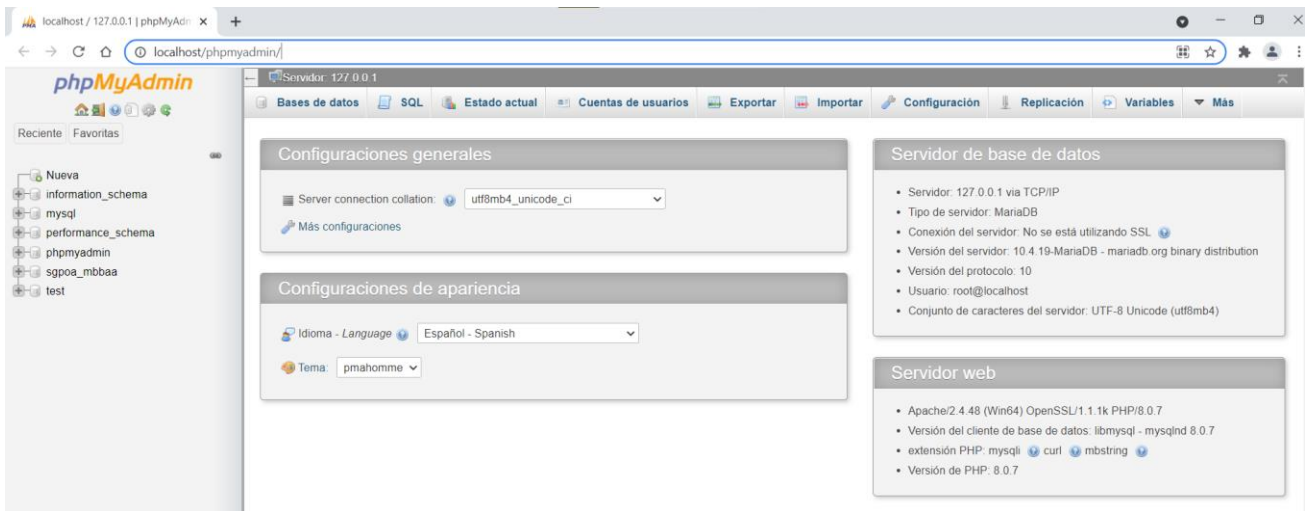 localhost / 127.0.0.1 | phpMyAdn
localhost/phpmyadmin/
phpMyAdmin
Reciente Favoritas
Nueva
information_schema
mysql
performance_schema
phpmyadmin
sgpoa_mbbaa
test
Servidor: 127.0.0.1
Bases de datos SQL Estado actual Cuentas de usuarios Exportar Importar Configuración Replicación Variables Más
Configuraciones generales
Server connection collation: utf8mb4_unicode_ci
Más configuraciones
Configuraciones de apariencia
Idioma - Language Español - Spanish
Tema: pmahomme
Servidor de base de datos
• Servidor: 127.0.0.1 via TCP/IP
• Tipo de servidor: MariaDB
• Conexión del servidor: No se está utilizando SSL
• Versión del servidor: 10.4.19-MariaDB - mariadb.org binary distribution
• Versión del protocolo: 10
• Usuario: root@localhost
• Conjunto de caracteres del servidor: UTF-8 Unicode (utf8mb4)
Servidor web
• Apache/2.4.48 (Win64) OpenSSL/1.1.1k PHP/8.0.7
• Versión del cliente de base de datos: libmysql - mysqlnd 8.0.7
• extensión PHP: mysqli curl mbstring
• Versión de PHP: 8.0.7